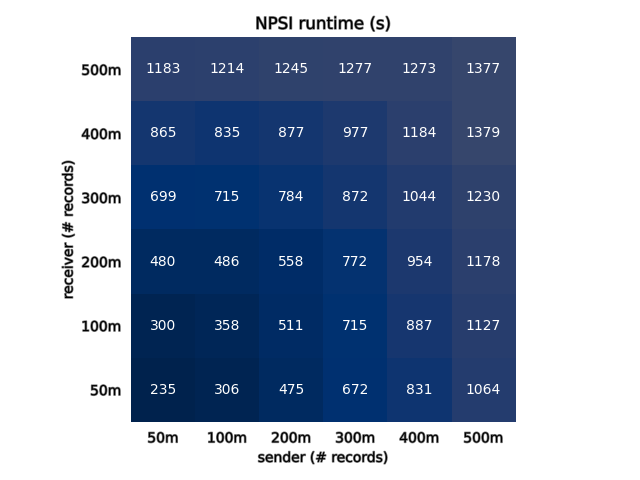 NPSI runtime (s)
500m 1183 1214 1245 1277 1273 1377
400m 865 835 877 977 1184 1379
300m 699 715 784 872 1044 1230
200m 480 486 558 772 954 1178
100m 300 358 511 715 887 1127
50m 235 306 475 672 831 1064
50m 100m 200m 300m 400m 500m
sender (# records)
receiver (# records)